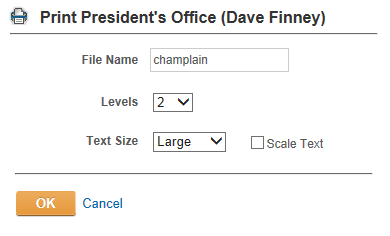 Print President's Office (Dave Finney)
File Name champlain
Levels 2
Text Size Large Scale Text
OK Cancel